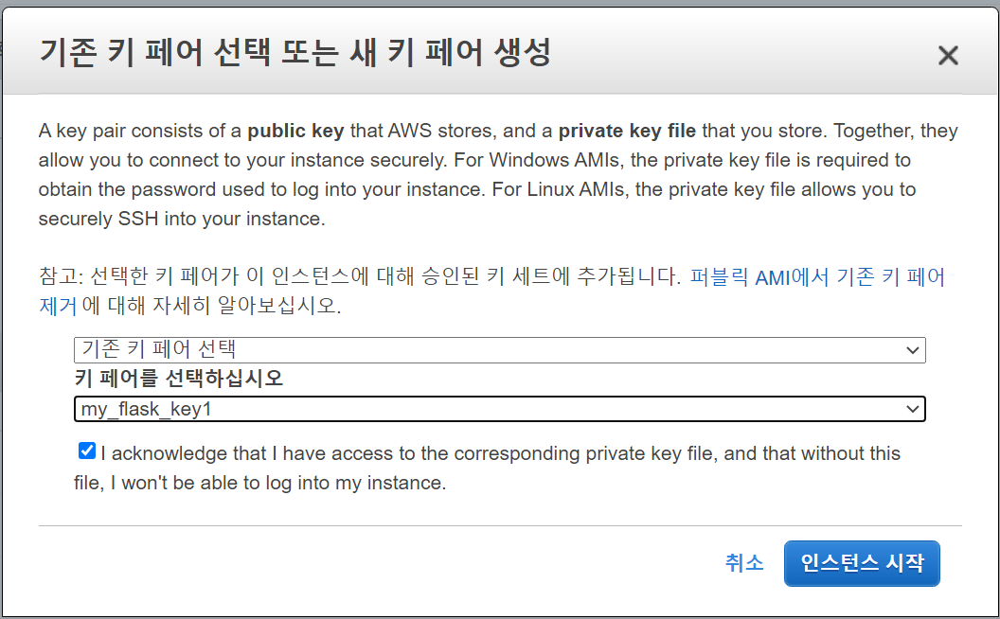 기존 키 페어 선택 또는 새 키 페어 생성
A key pair consists of a public key that AWS stores, and a private key file that you store. Together, they
allow you to connect to your instance securely. For Windows AMIs, the private key file is required to
obtain the password used to log into your instance. For Linux AMIs, the private key file allows you to
securely SSH into your instance.
참고: 선택한 키 페어가 이 인스턴스에 대해 승인된 키 세트에 추가됩니다. 퍼블릭 AMI에서 기존 키 페어
제거 에 대해 자세히 알아보십시오.
기존 키 페어 선택
키 페어를 선택하십시오
my_flask_key1
I acknowledge that I have access to the corresponding private key file, and that without this
file, I won't be able to log into my instance.
취소 인스턴스 시작